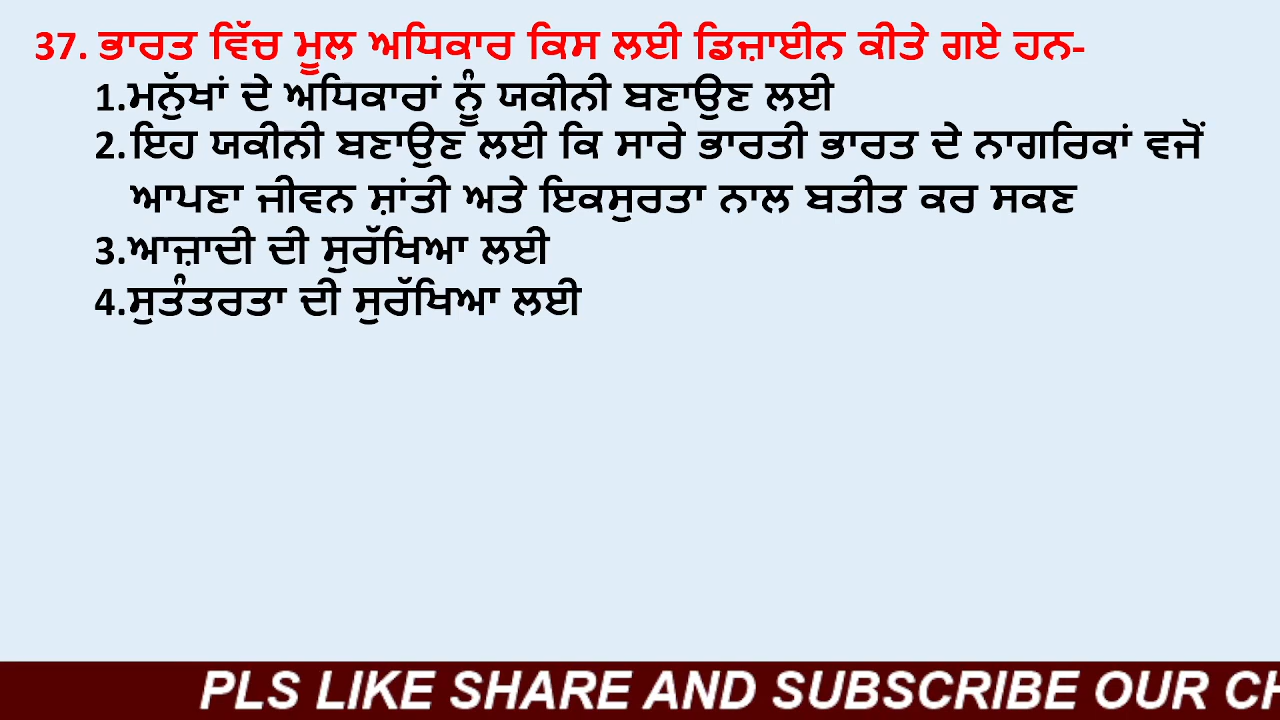 37. ਭਾਰਤ ਵਿੱਚ ਮੂਲ ਅਧਿਕਾਰ ਕਿਸ ਲਈ ਡਿਜ਼ਾਈਨ ਕੀਤੇ ਗਏ ਹਨ-
1.ਮਨੁੱਖਾਂ ਦੇ ਅਧਿਕਾਰਾਂ ਨੂੰ ਯਕੀਨੀ ਬਣਾਉਣ ਲਈ
2.ਇਹ ਯਕੀਨੀ ਬਣਾਉਣ ਲਈ ਕਿ ਸਾਰੇ ਭਾਰਤੀ ਭਾਰਤ ਦੇ ਨਾਗਰਿਕਾਂ ਵਜੋਂ
ਆਪਣਾ ਜੀਵਨ ਸ਼ਾਂਤੀ ਅਤੇ ਇਕਸੁਰਤਾ ਨਾਲ ਬਤੀਤ ਕਰ ਸਕਣ
3.ਆਜ਼ਾਦੀ ਦੀ ਸੁਰੱਖਿਆ ਲਈ
4.ਸੁਤੰਤਰਤਾ ਦੀ ਸੁਰੱਖਿਆ ਲਈ
PLS LIKE SHARE AND SUBSCRIBE OUR CH